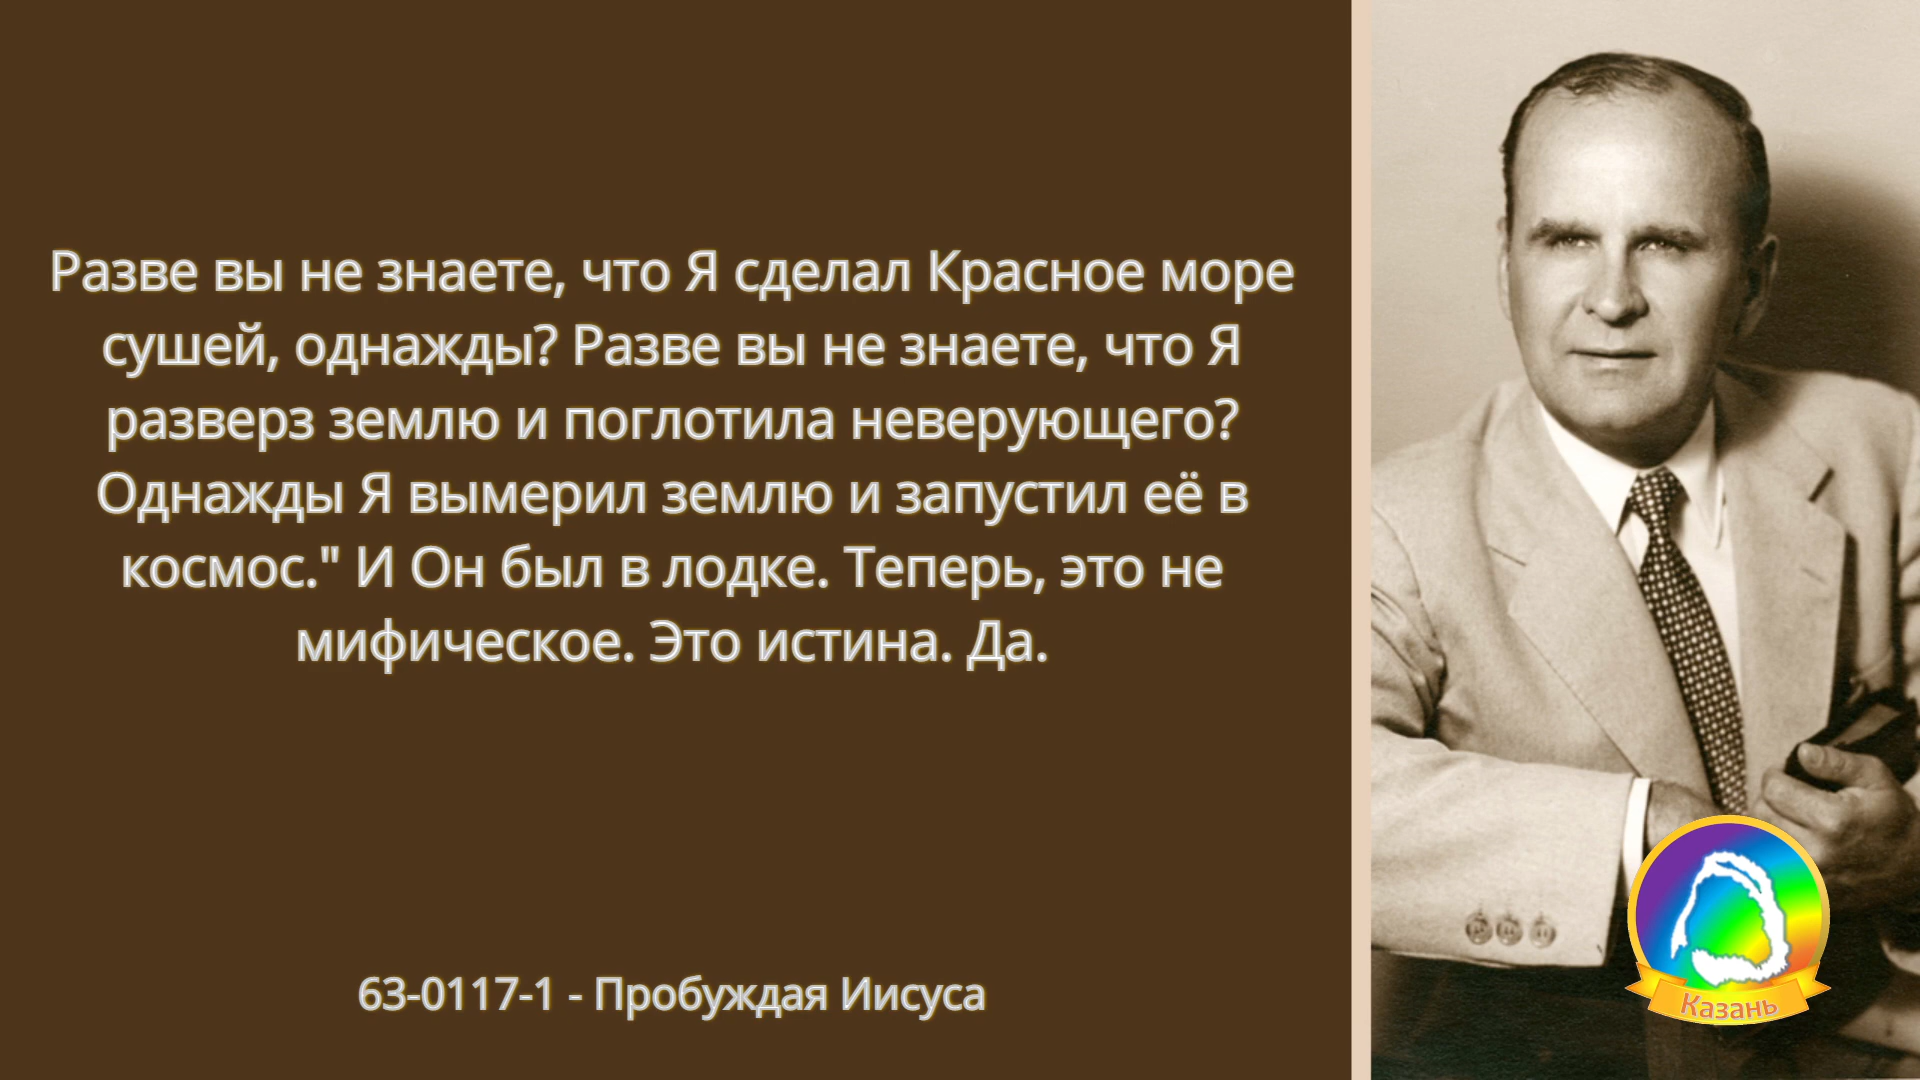 Разве вы не знаете, что Я сделал Красное море
сушей, однажды? Разве вы не знаете, что Я
разверз землю и поглотила неверующего?
Однажды Я вымерил землю и запустил её в
космос." И Он был в лодке. Теперь, это не
мифическое. Это истина. Да.
63-0117-1 - Пробуждая Иисуса
Казань